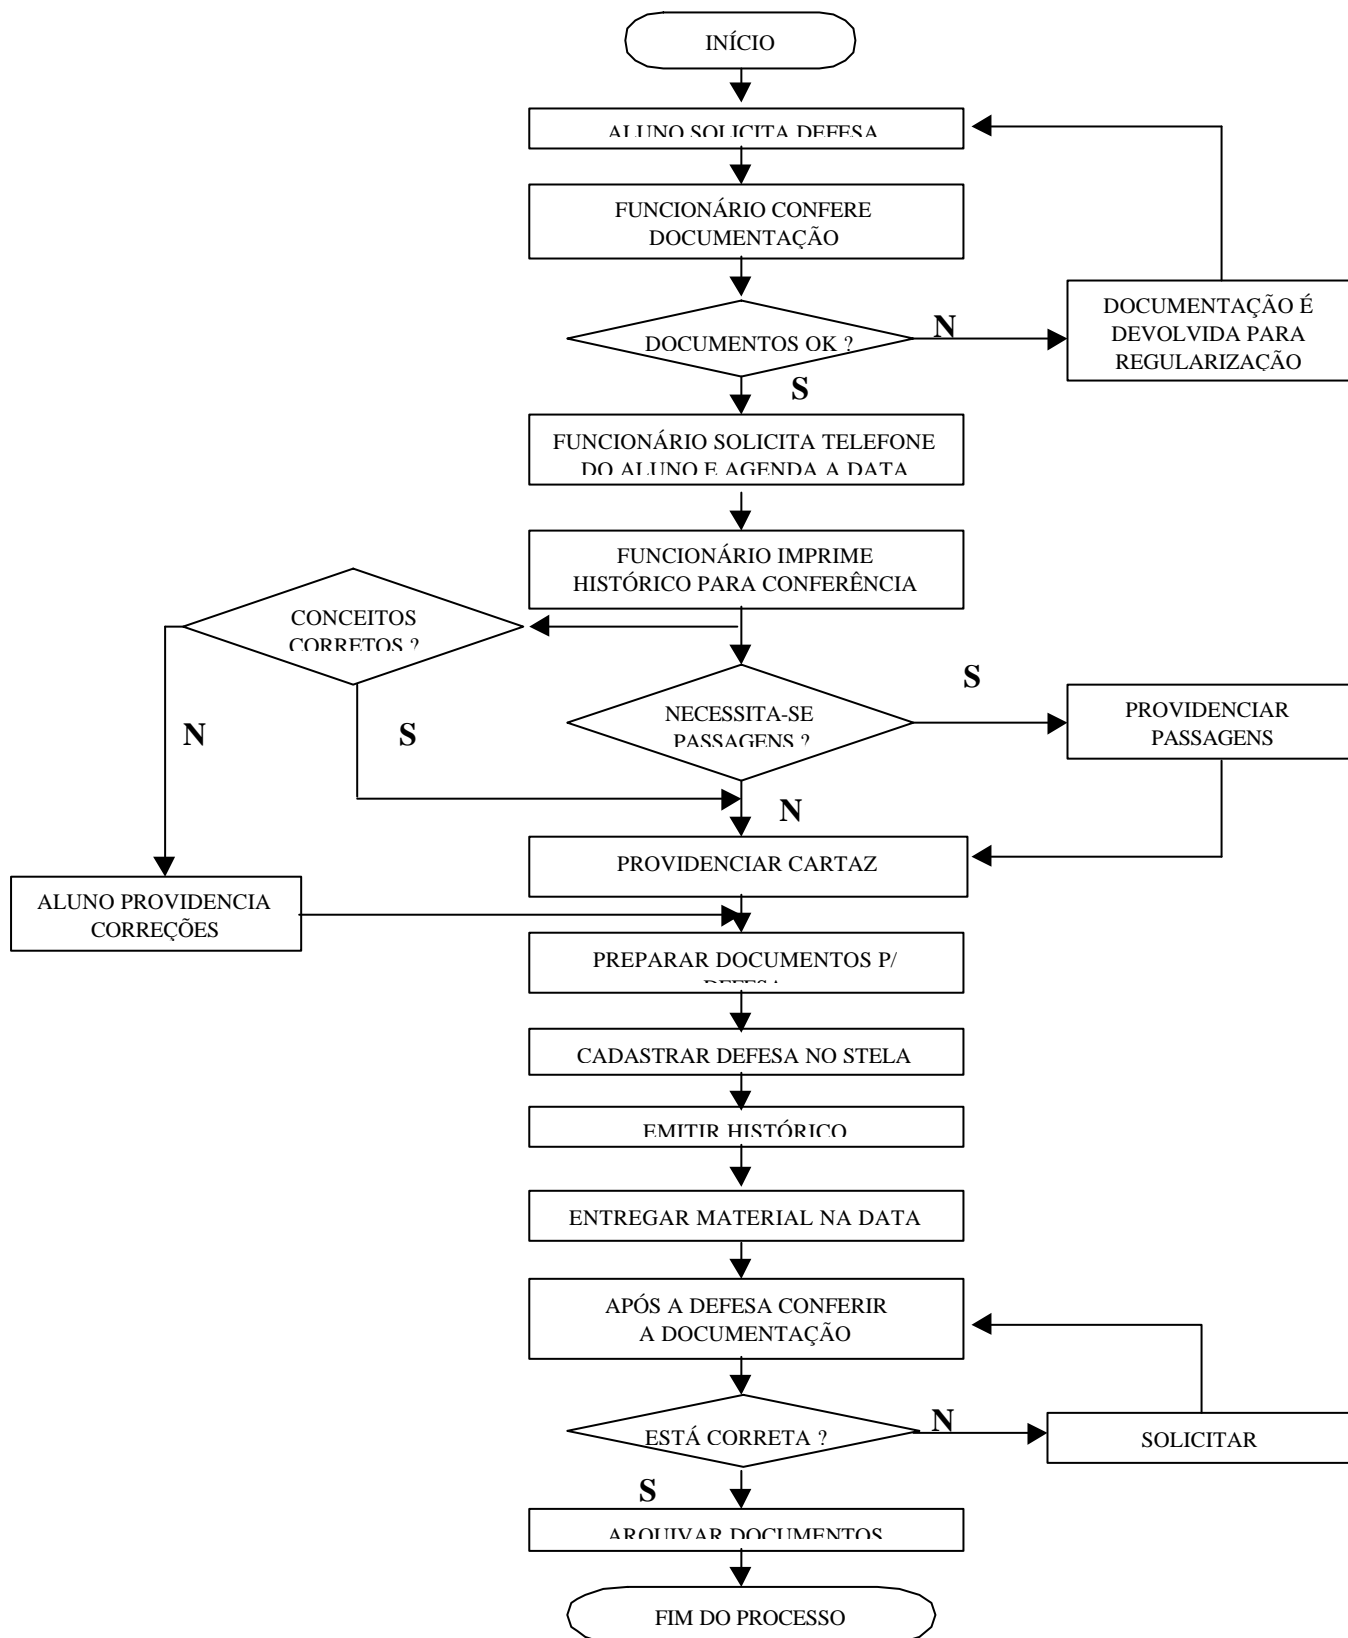 INÍCIO
ALUNO SOLICITA DEFESA
FUNCIONÁRIO CONFERE
DOCUMENTAÇÃO
DOCUMENTOS OK ?
N
DOCUMENTAÇÃO É
DEVOLVIDA PARA
REGULARIZAÇÃO
S
FUNCIONÁRIO SOLICITA TELEFONE
DO ALUNO E AGENDA A DATA
FUNCIONÁRIO IMPRIME
HISTÓRICO PARA CONFERÊNCIA
CONCEITOS
CORRETOS ?
N
S
NECESSITA-SE
PASSAGENS ?
S
PROVIDENCIAR
PASSAGENS
N
PROVIDENCIAR CARTAZ
ALUNO PROVIDENCIA
CORREÇÕES
PREPARAR DOCUMENTOS P/
DEFESA
CADASTRAR DEFESA NO STELA
EMITIR HISTÓRICO
ENTREGAR MATERIAL NA DATA
APÓS A DEFESA CONFERIR
A DOCUMENTAÇÃO
ESTÁ CORRETA ?
N
SOLICITAR
S
ARQUIVAR DOCUMENTOS
FIM DO PROCESSO